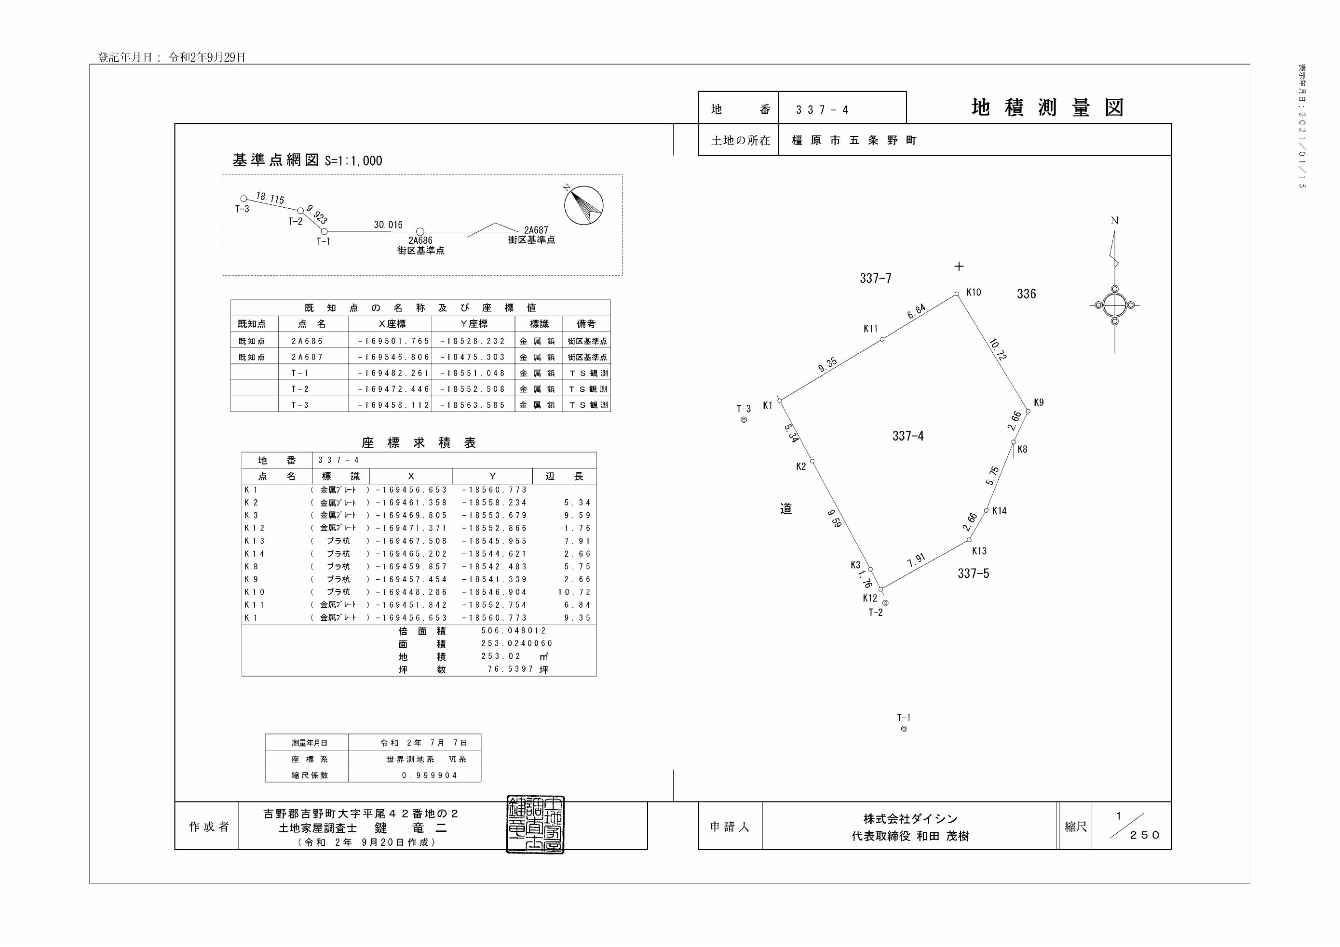 登記年月日： 令和2年9月29日
表示年月日：2021/01/15
地 番 337-4
地積測量図
土地の所在 橿原市五条野町
基準点網図 S=1:1,000
18.115
T-3
9.923
T-2
T-1
30.015
2A686
街区基準点
2A687
街区基準点
N
既知点の名称及び座標値
既知点 点名 X座標 Y座標 標識 備考
既知点 2A686 -169501.765 -18528.232 金属鋲 街区基準点
既知点 2A687 -169546.806 -18475.303 金属鋲 街区基準点
T-1 -169482.261 -18551.048 金属鋲 TS観測
T-2 -169472.446 -18552.508 金属鋲 TS観測
T-3 -169458.112 -18563.585 金属鋲 TS観測
座標求積表
地番 337-4
点名 標識 X Y 辺長
K1 (金属プレート) -169456.653 -18560.773
K2 (金属プレート) -169461.358 -18558.234 5.34
K3 (金属プレート) -169469.805 -18553.679 9.59
K12 (金属プレート) -169471.371 -18552.866 1.76
K13 (プラ杭) -169467.508 -18545.955 7.91
K14 (プラ杭) -169465.202 -18544.621 2.66
K8 (プラ杭) -169459.857 -18542.483 5.75
K9 (プラ杭) -169457.454 -18541.339 2.66
K10 (プラ杭) -169448.286 -18546.904 10.72
K11 (金属プレート) -169451.842 -18552.754 6.84
K1 (金属プレート) -169456.653 -18560.773 9.35
倍面積 506.048012
面積 253.0240060
地積 253.02 ㎡
坪数 76.5397 坪
測量年月日 令和 2年 7月 7日
座標系 世界測地系 Ⅵ系
縮尺係数 0.999904
N
337-7
K10
336
6.84
K11
10.72
9.35
K1
K9
T 3
2.66
5.34
337-4
K8
K2
5.75
道
9.59
K14
2.66
K13
K3
7.91
337-5
1.76
K12
T-2
T-1
作成者
吉野郡吉野町大字平尾42番地の2
土地家屋調査士 鍵 竜二
(令和 2年 9月20日作成)
土地家屋
調査士
鍵竜二
申請人
株式会社ダイシン
代表取締役 和田 茂樹
縮尺 1/250